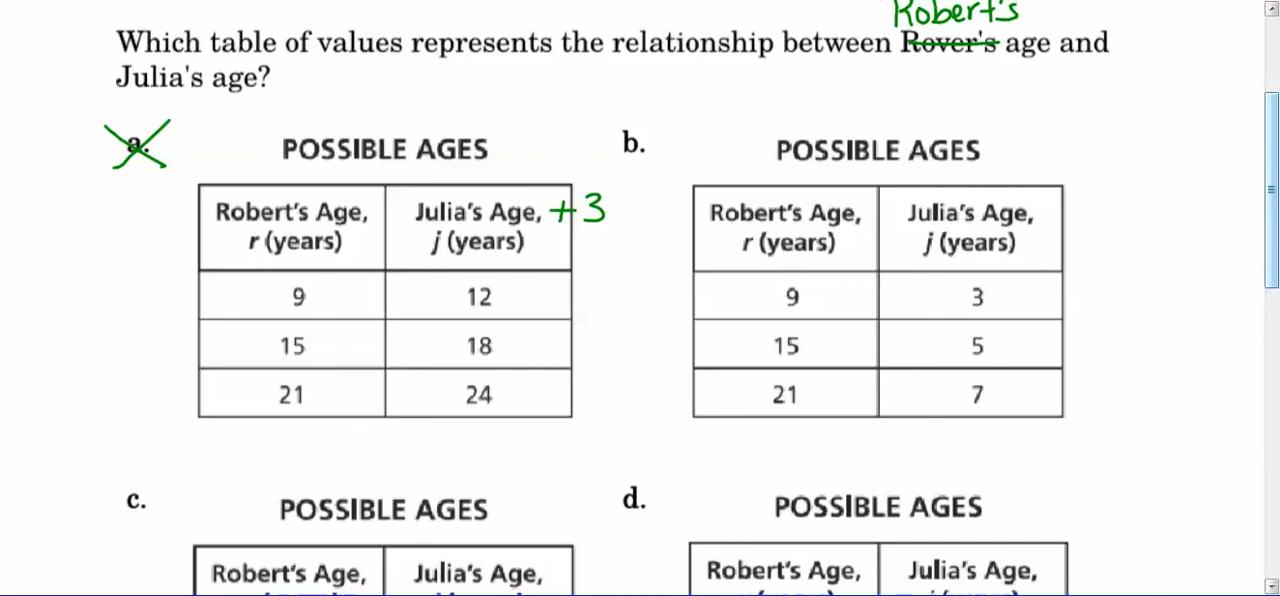 Robert's
Which table of values represents the relationship between Rover's age and
Julia's age?
a.
POSSIBLE AGES
Robert's Age, r (years) Julia's Age, j (years) +3
9 12
15 18
21 24
b.
POSSIBLE AGES
Robert's Age, r (years) Julia's Age, j (years)
9 3
15 5
21 7
c.
POSSIBLE AGES
Robert's Age, Julia's Age,
d.
POSSIBLE AGES
Robert's Age, Julia's Age,